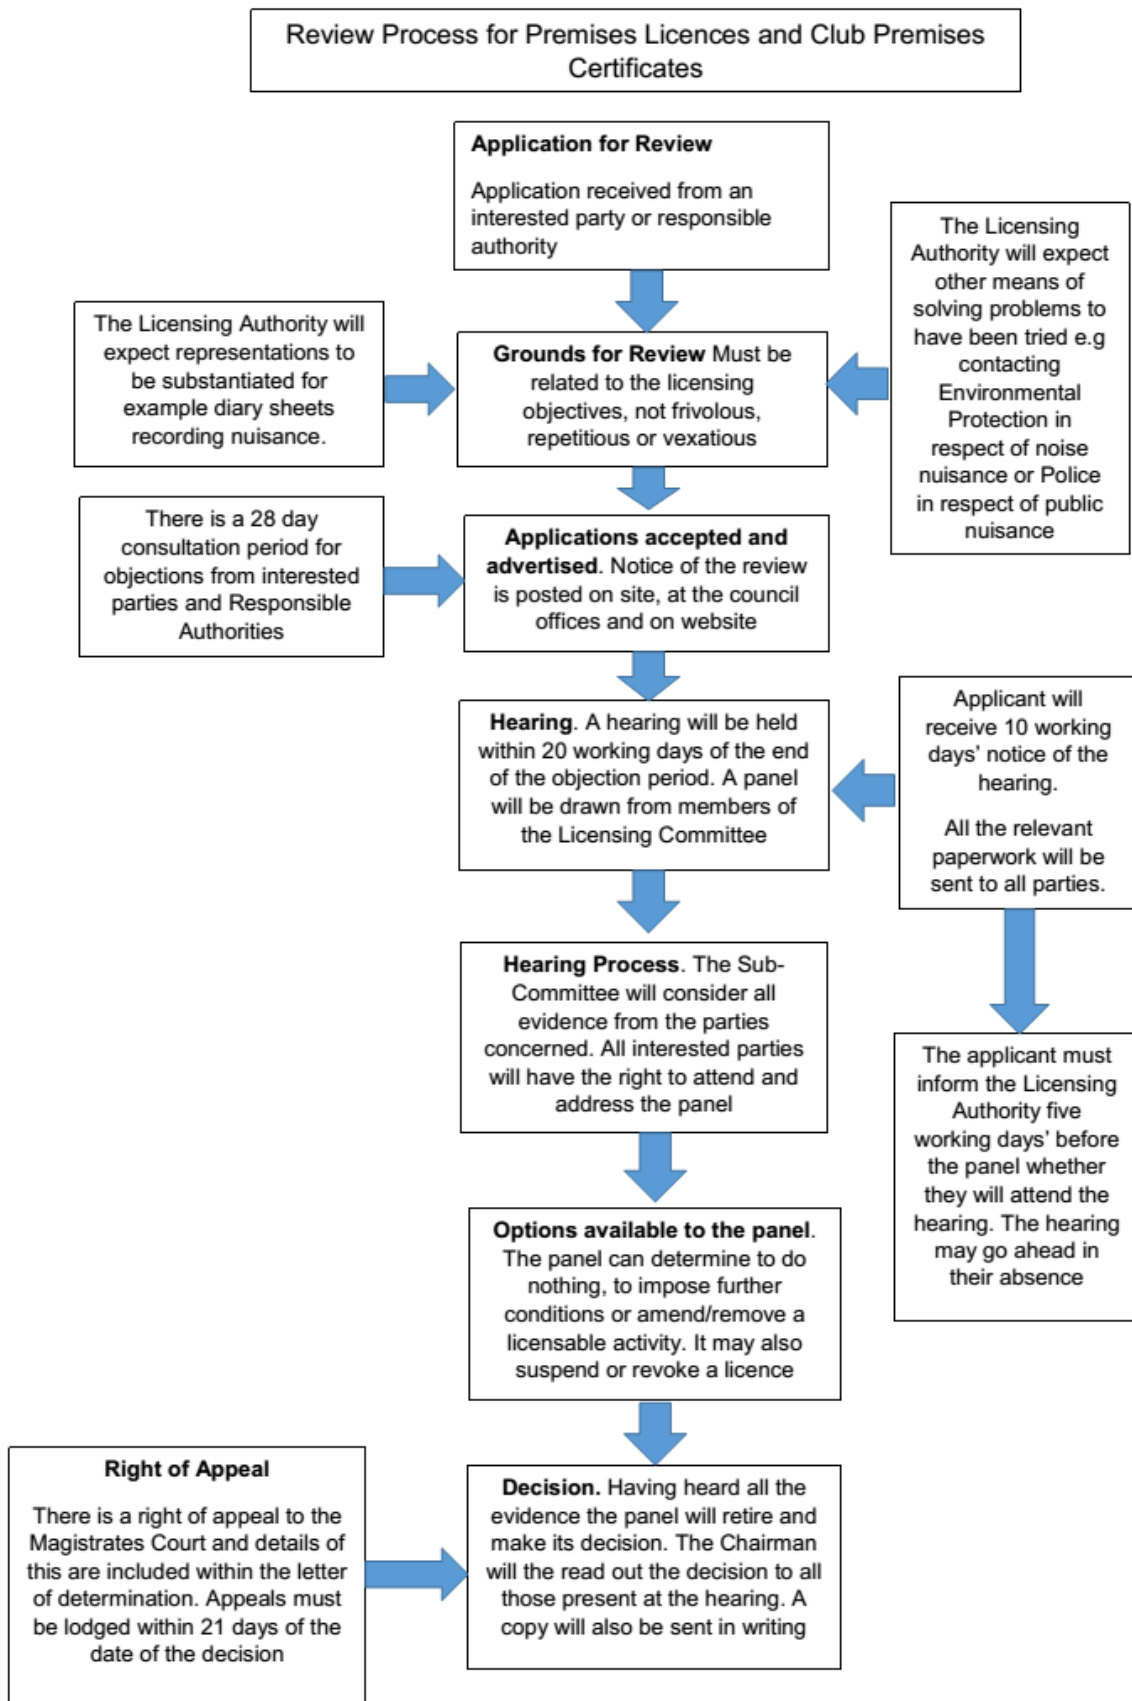 Review Process for Premises Licences and Club Premises
Certificates
Application for Review
Application received from an
interested party or responsible
authority
The Licensing
Authority will expect
other means of
solving problems to
have been tried e.g
contacting
Environmental
Protection in
respect of noise
nuisance or Police
in respect of public
nuisance
The Licensing Authority will
expect representations to
be substantiated for
example diary sheets
recording nuisance.
Grounds for Review Must be
related to the licensing
objectives, not frivolous,
repetitious or vexatious
There is a 28 day
consultation period for
objections from interested
parties and Responsible
Authorities
Applications accepted and
advertised. Notice of the review
is posted on site, at the council
offices and on website
Hearing. A hearing will be held
within 20 working days of the end
of the objection period. A panel
will be drawn from members of
the Licensing Committee
Applicant will
receive 10 working
days’ notice of the
hearing.
All the relevant
paperwork will be
sent to all parties.
Hearing Process. The Sub-
Committee will consider all
evidence from the parties
concerned. All interested parties
will have the right to attend and
address the panel
The applicant must
inform the Licensing
Authority five
working days’ before
the panel whether
they will attend the
hearing. The hearing
may go ahead in
their absence
Options available to the panel.
The panel can determine to do
nothing, to impose further
conditions or amend/remove a
licensable activity. It may also
suspend or revoke a licence
Right of Appeal
There is a right of appeal to the
Magistrates Court and details of
this are included within the letter
of determination. Appeals must
be lodged within 21 days of the
date of the decision
Decision. Having heard all the
evidence the panel will retire and
make its decision. The Chairman
will the read out the decision to all
those present at the hearing. A
copy will also be sent in writing